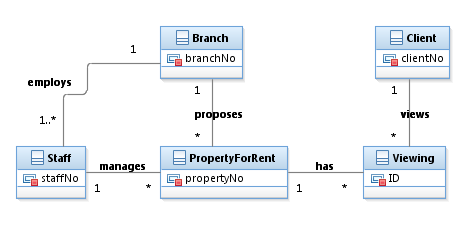 Branch
branchNo
Client
clientNo
1
employs
1
1
proposes
views
1..*
*
*
Staff
staffNo
manages
1
*
PropertyForRent
propertyNo
has
1
*
Viewing
ID